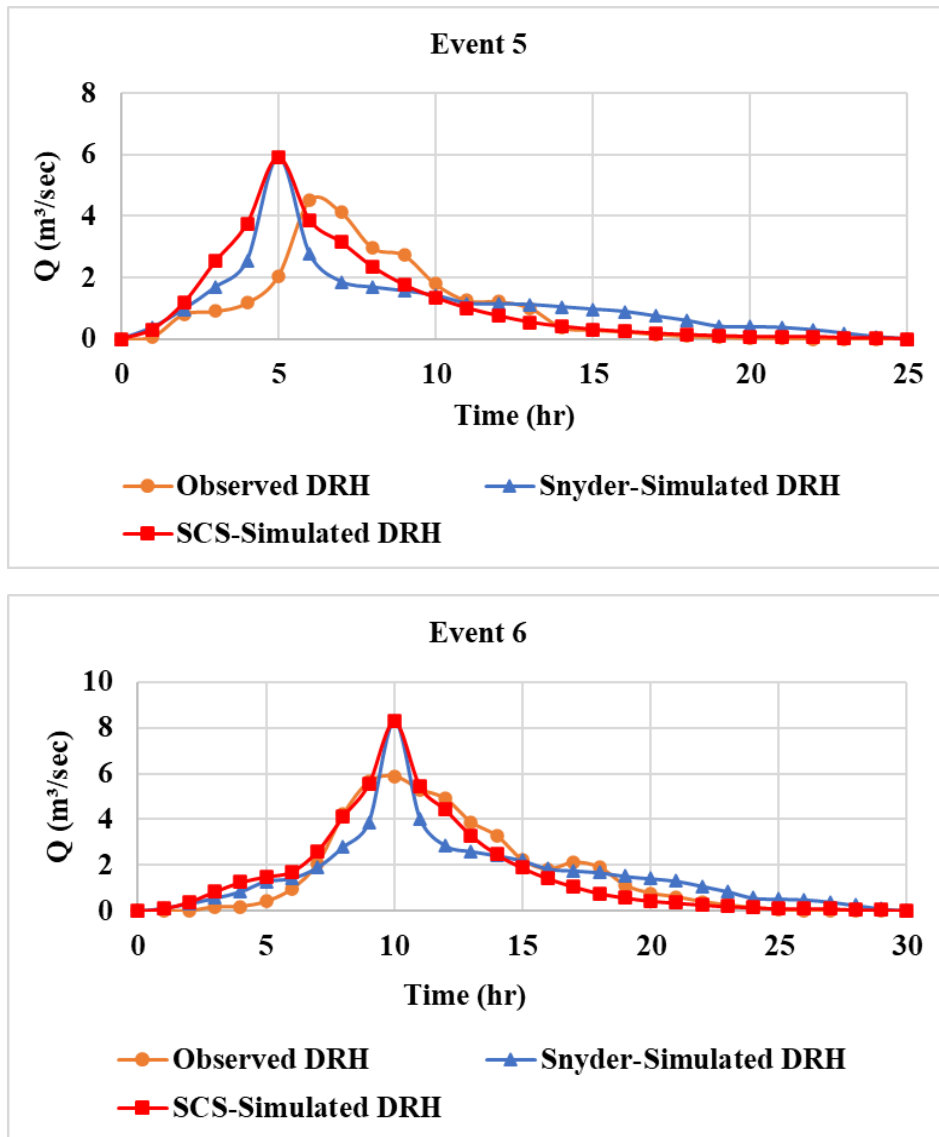 Event 5
8
6
4
2
0
Q (m³/sec)
0 5 10 15 20 25
Time (hr)
Observed DRH Snyder-Simulated DRH
SCS-Simulated DRH
Event 6
10
8
6
4
2
0
Q (m³/sec)
0 5 10 15 20 25 30
Time (hr)
Observed DRH Snyder-Simulated DRH
SCS-Simulated DRH